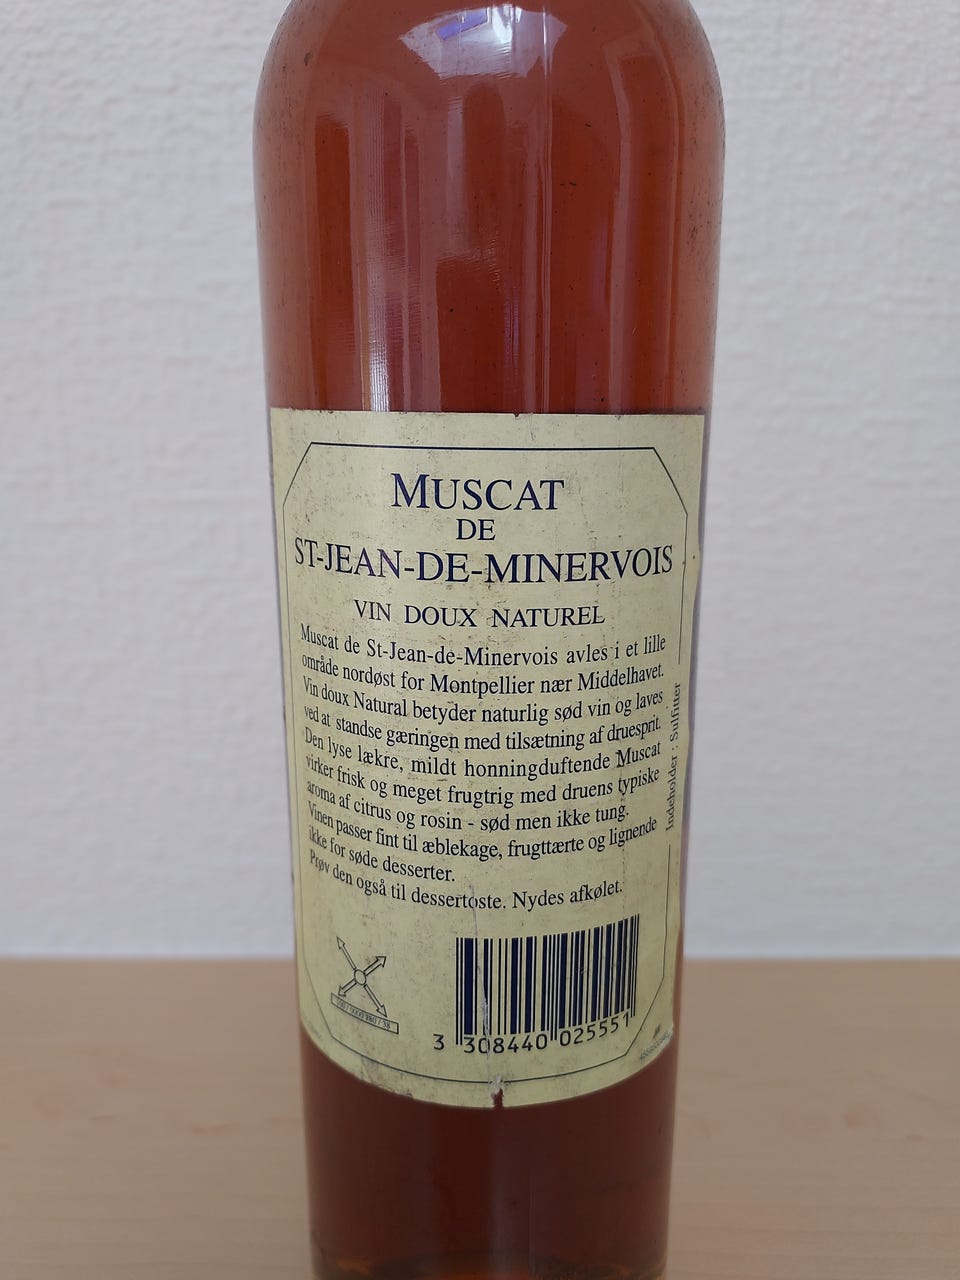 MUSCAT
DE
ST-JEAN-DE-MINERVOIS
VIN DOUX NATUREL
Muscat de St-Jean-de-Minervois avles i et lille
område nordøst for Montpellier nær Middelhavet.
Vin doux Natural betyder naturlig sød vin og laves
ved at standse gæringen med tilsætning af druesprit.
Den lyse lækre, mildt honningduftende Muscat
virker frisk og meget frugtrig med druens typiske
aroma af citrus og rosin - sød men ikke tung.
Vinen passer fint til æblekage, frugttærte og lignende
ikke for søde desserter.
Prøv den også til dessertoste. Nydes afkølet.
Indeholder : Sulfitter
3 308440 025551